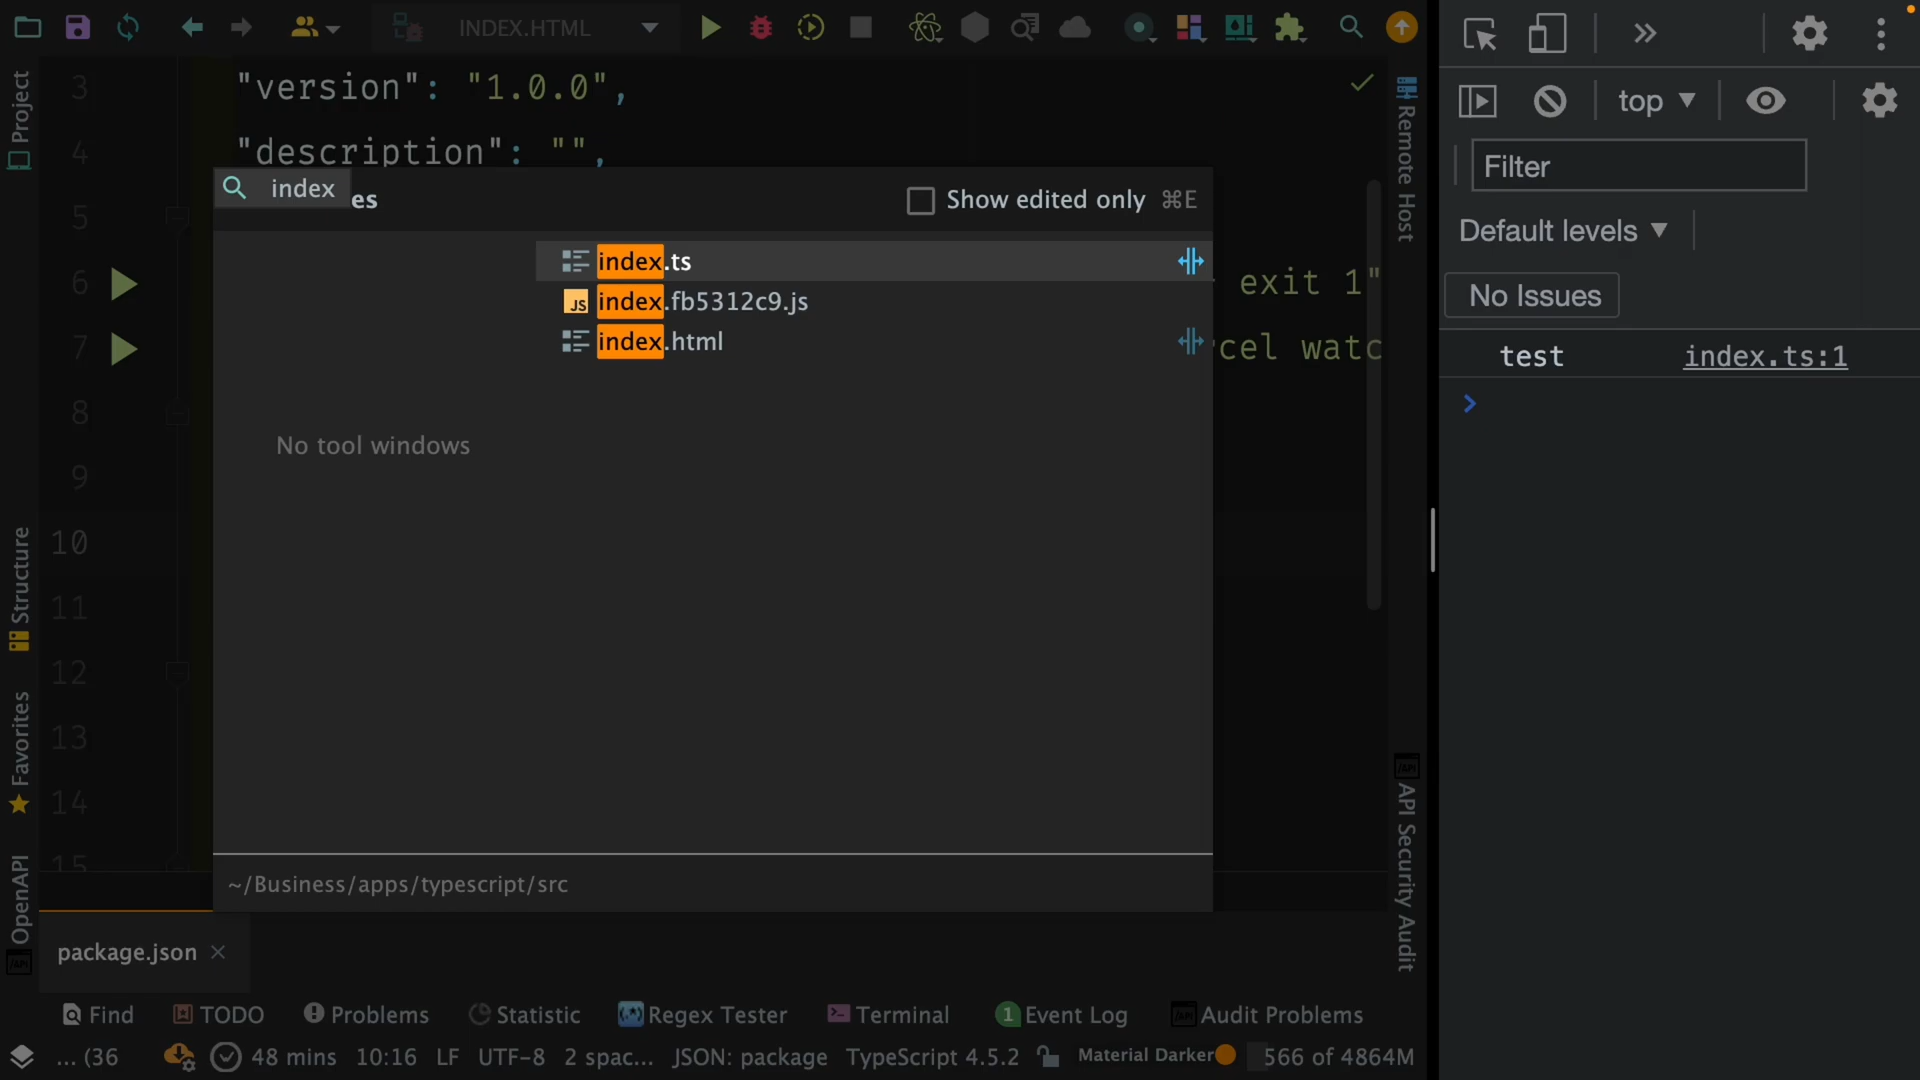 INDEX.HTML
Project
3 "version": "1.0.0",
4 "description": "",
index
es
Show edited only ⌘E
5
index.ts
6 exit 1"
index.fb5312c9.js
7 rcel watc
index.html
8
No tool windows
9
10
11
12
13
14
15
~/Business/apps/typescript/src
Structure
Favorites
OpenAPI
Remote Host
API Security Audit
package.json ×
Find TODO Problems Statistic Regex Tester Terminal 1 Event Log Audit Problems
... (36 48 mins 10:16 LF UTF-8 2 spac... JSON: package TypeScript 4.5.2 Material Darker 566 of 4864M
top ▼
Filter
Default levels ▼
No Issues
test index.ts:1
>